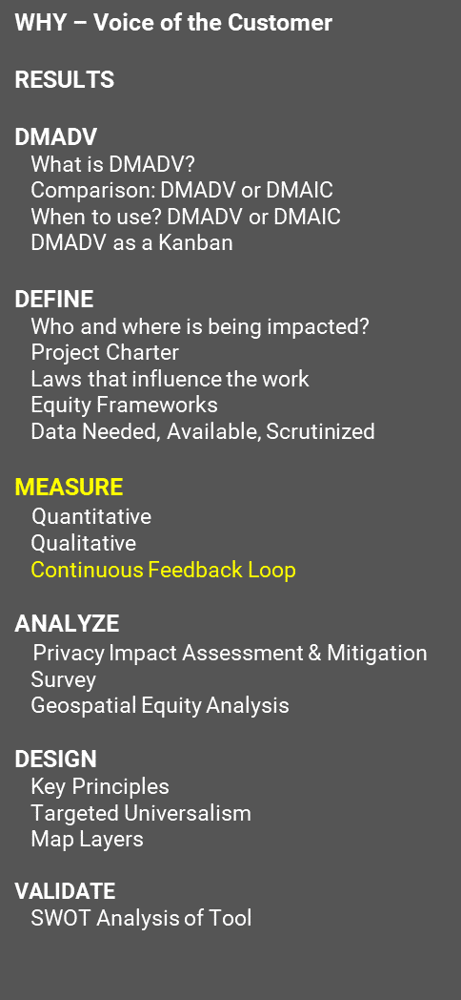 WHY – Voice of the Customer
RESULTS
DMADV
What is DMADV?
Comparison: DMADV or DMAIC
When to use? DMADV or DMAIC
DMADV as a Kanban
DEFINE
Who and where is being impacted?
Project Charter
Laws that influence the work
Equity Frameworks
Data Needed, Available, Scrutinized
MEASURE
Quantitative
Qualitative
Continuous Feedback Loop
ANALYZE
Privacy Impact Assessment & Mitigation
Survey
Geospatial Equity Analysis
DESIGN
Key Principles
Targeted Universalism
Map Layers
VALIDATE
SWOT Analysis of Tool